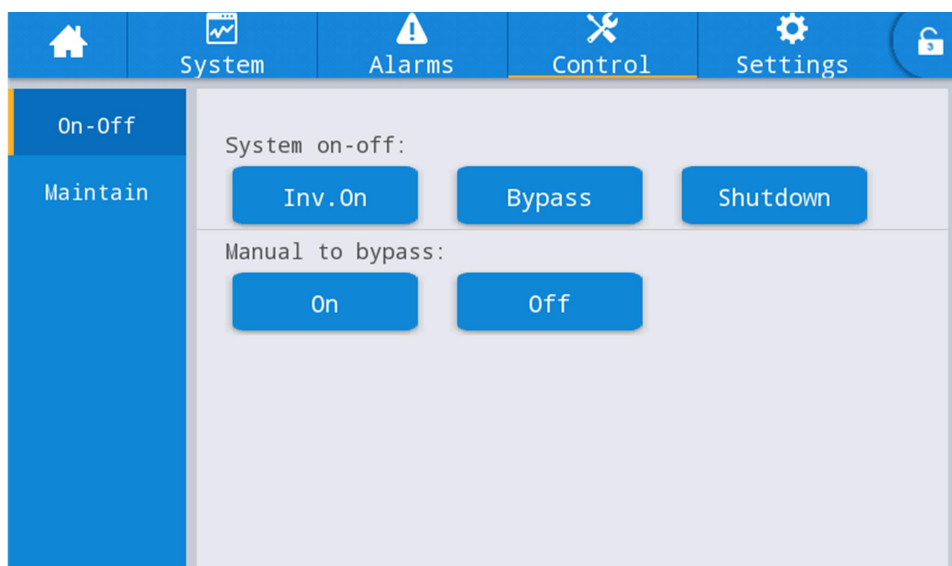 System Alarms Control Settings 3
On-Off
Maintain
System on-off:
Inv.On Bypass Shutdown
Manual to bypass:
On Off